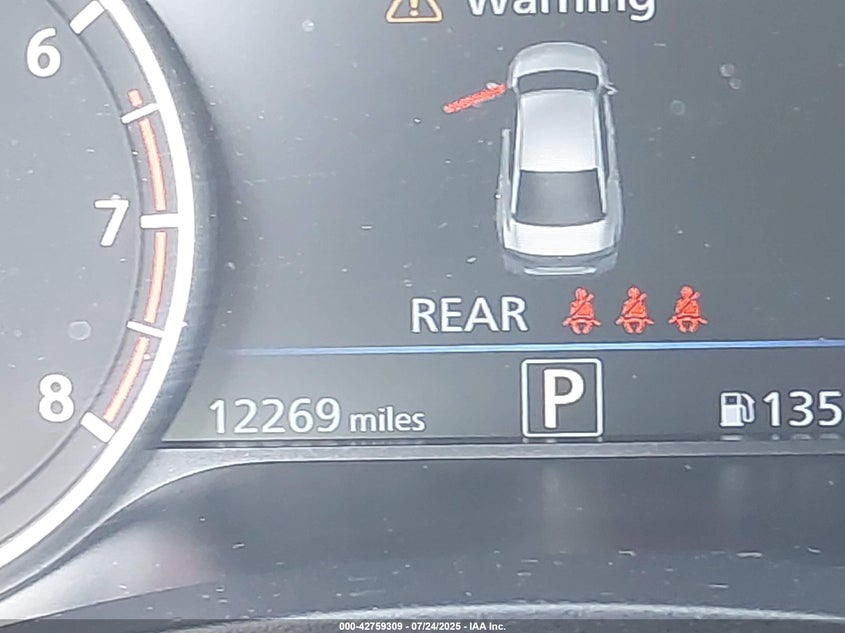 Warning
6
7
REAR
8
12269 miles
P
135
000-42759309 - 07/24/2025 - IAA Inc.